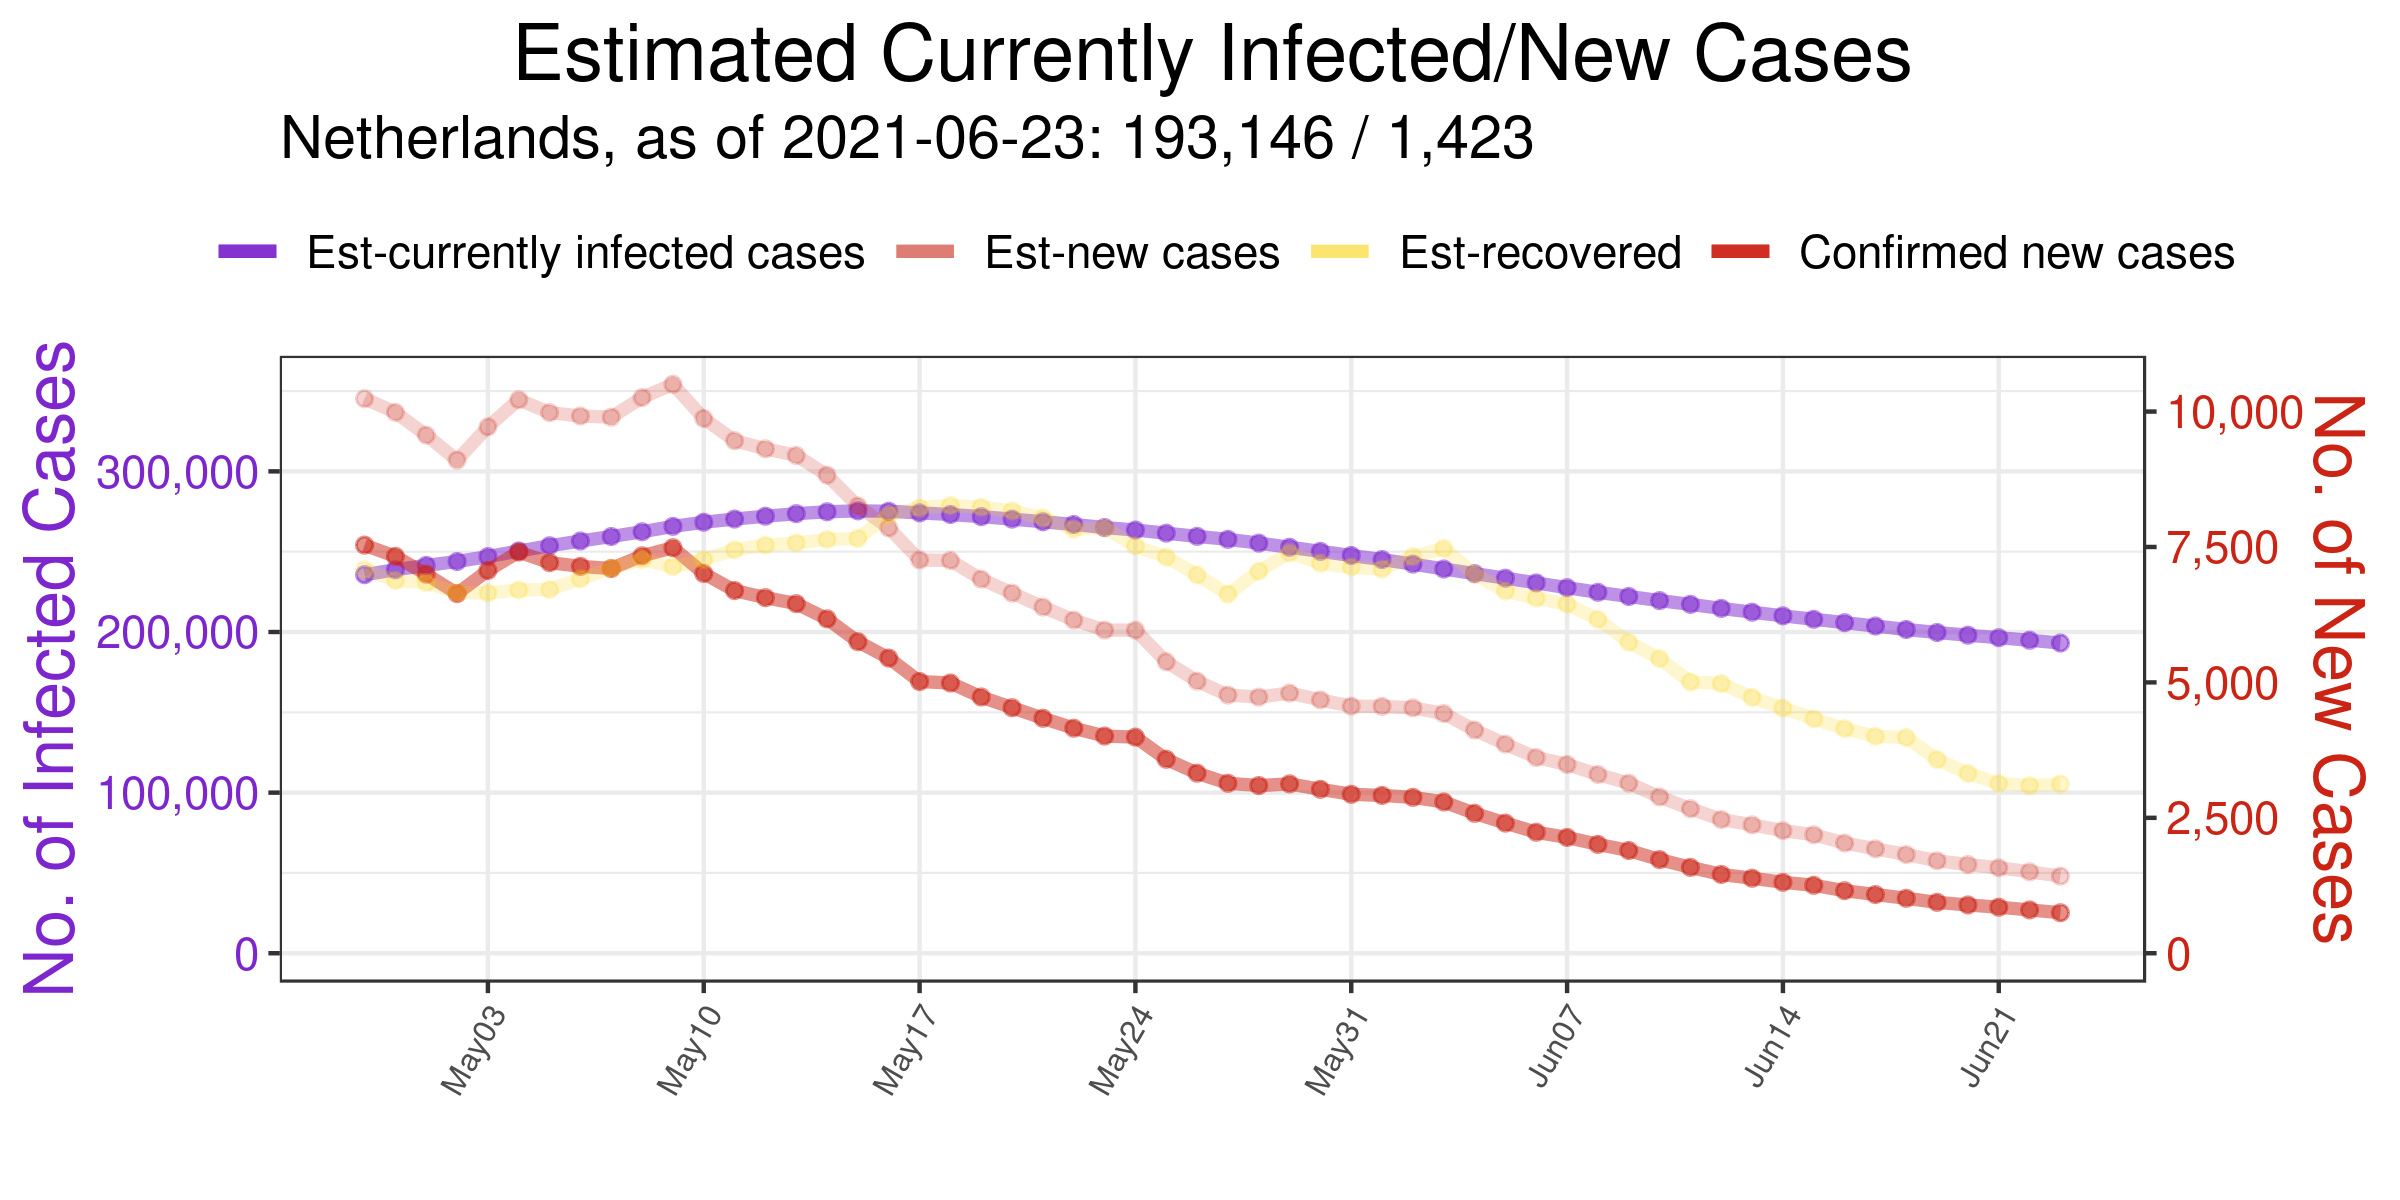 Estimated Currently Infected/New Cases
Netherlands, as of 2021-06-23: 193,146 / 1,423
Est-currently infected cases Est-new cases Est-recovered Confirmed new cases
No. of Infected Cases
300,000
200,000
100,000
0
10,000
7,500
5,000
2,500
0
No. of New Cases
May03 May10 May17 May24 May31 Jun07 Jun14 Jun21